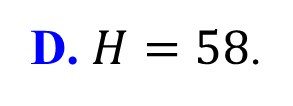 D. H = 58.